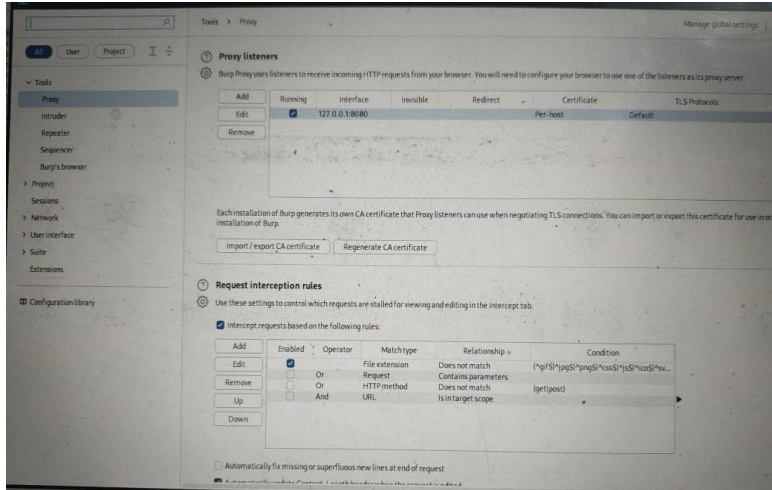 Tools > Proxy
Manage global settings
All User Project
Tools
Proxy
Intruder
Repeater
Sequencer
Burp's browser
Project
Sessions
Network
User interface
Suite
Extensions
Configuration library
Proxy listeners
Burp Proxy uses listeners to receive incoming HTTP requests from your browser. You will need to configure your browser to use one of the listeners as its proxy server.
Add
Edit
Remove
Running Interface Invisible Redirect Certificate TLS Protocols
127.0.0.1:8080 Per-host Default
Each installation of Burp generates its own CA certificate that Proxy listeners can use when negotiating TLS connections. You can import or export this certificate for use in
installation of Burp.
Import / export CA certificate Regenerate CA certificate
Request interception rules
Use these settings to control which requests are stalled for viewing and editing in the Intercept tab.
Intercept requests based on the following rules:
Add
Edit
Remove
Up
Down
Enabled Operator Match type Relationship Condition
File extension Does not match (^gif$|^jpg$|^png$|^css$|^js$|^ico$|^sv...
Or Request Contains parameters
Or HTTP method Does not match (get|post)
And URL Is in target scope
Automatically fix missing or superfluous new lines at end of request